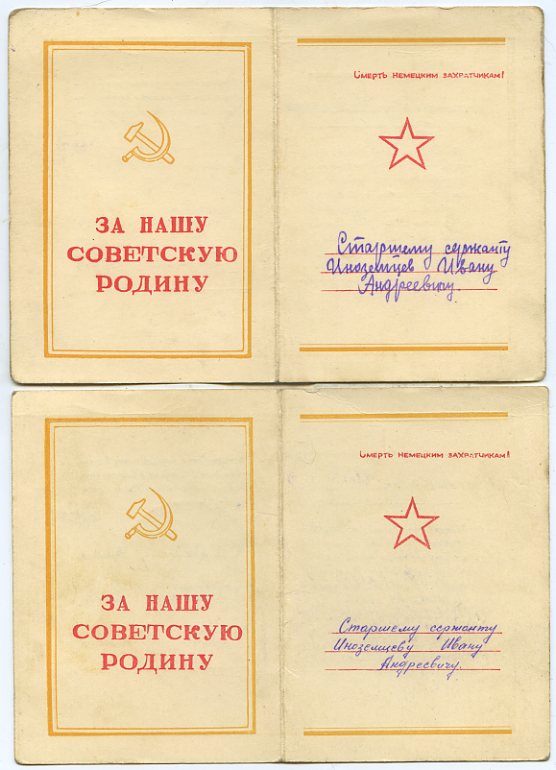 ЗА НАШУ
СОВЕТСКУЮ
РОДИНУ
Смерть немецким захватчикам!
Старшему сержанту
Иноземцев Ивану
Андреевичу.
ЗА НАШУ
СОВЕТСКУЮ
РОДИНУ
Смерть немецким захватчикам!
Старшему сержанту
Иноземцеву Ивану
Андреевичу.